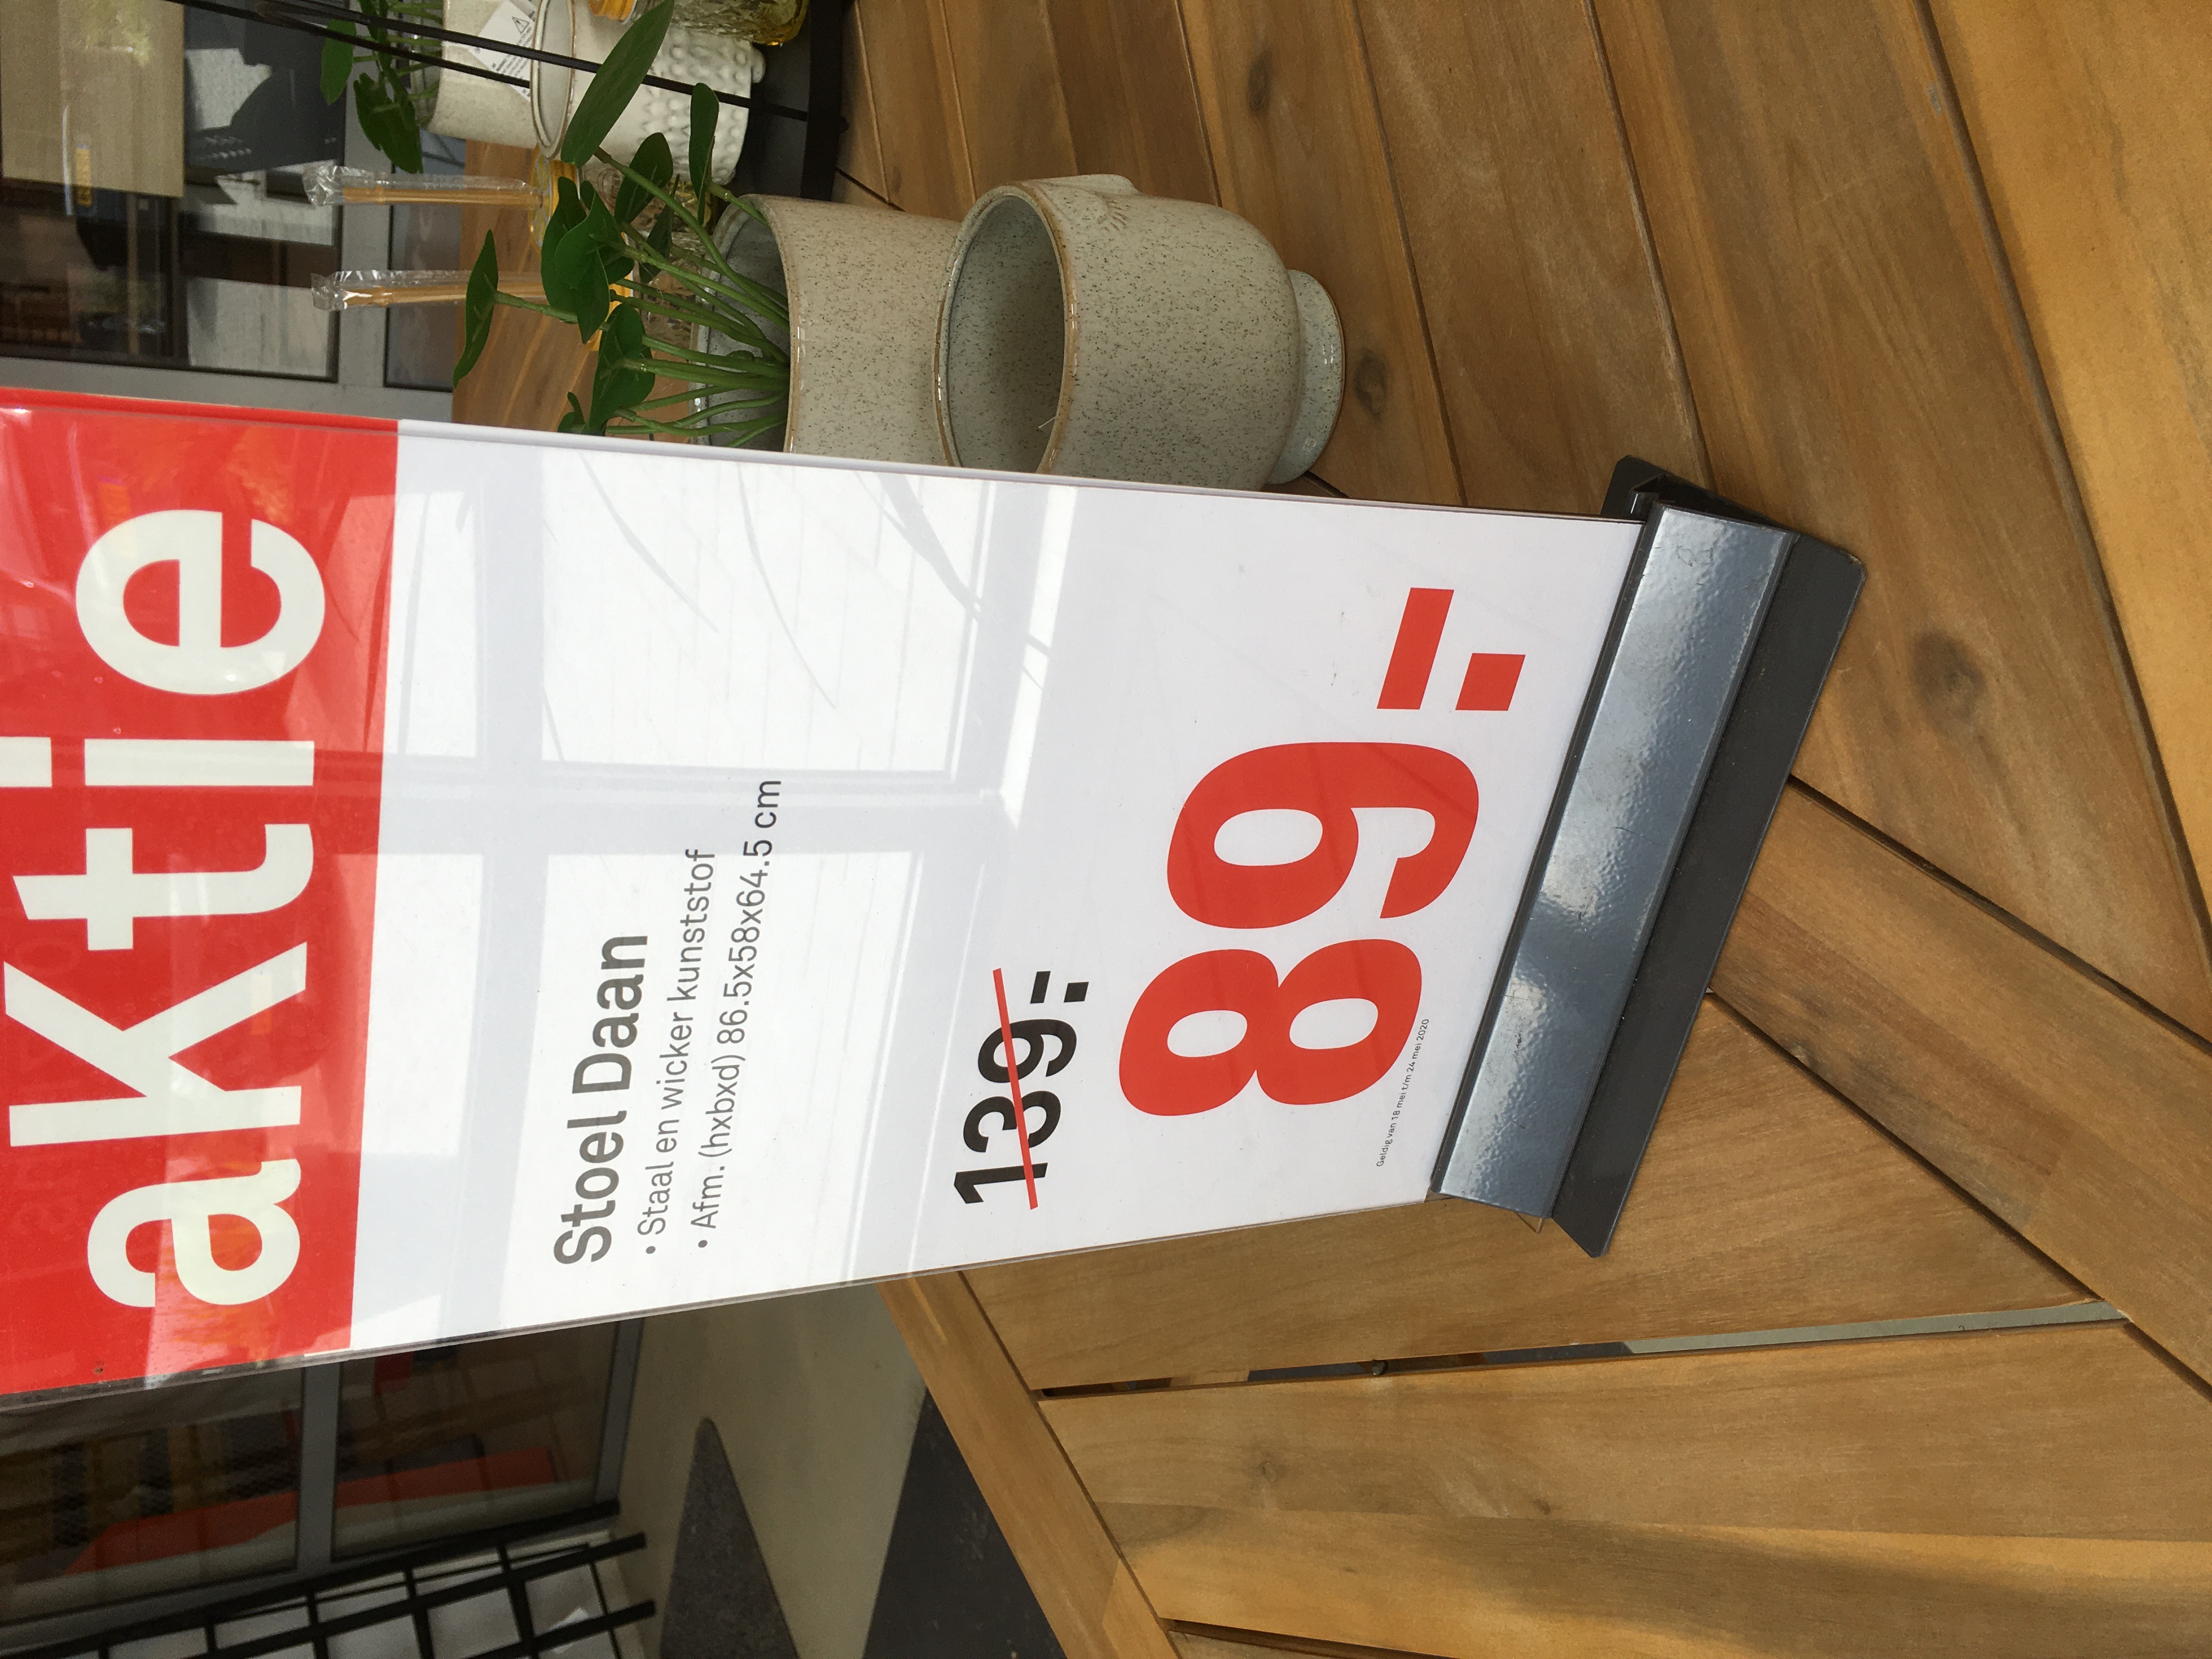 aktie
Stoel Daan
• Staal en wicker kunststof
• Afm. (hxbxd) 86.5x58x64.5 cm
139.-
89.-
Geldig van 18 mei t/m 24 mei 2020